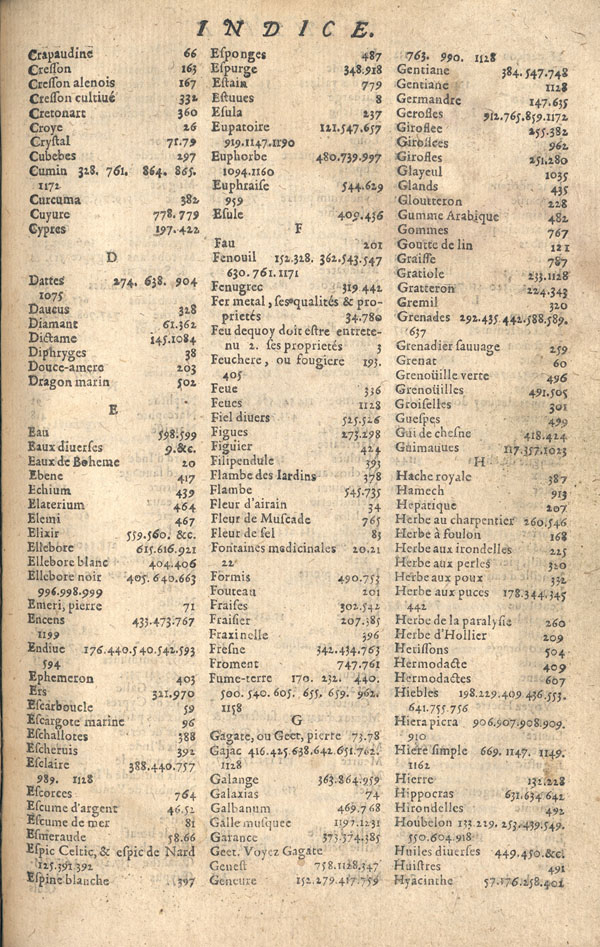 INDICE.
Crapaudine 66
Cresson 163
Cresson alenois 167
Cresson cultiué 332
Cretonart 360
Croye 26
Crystal 71.79
Cubebes 297
Cumin 328. 761. 864. 865.
1172
Curcuma 382
Cuyure 778.779
Cypres 197.422
D
Dattes 274. 638. 904
1075
Daucus 328
Diamant 61.362
Dictame 145.1084
Diphryges 38
Douce-amere 203
Dragon marin 502
E
Eau 598.599
Eaux diuerses 9.&c.
Eaux de Boheme 20
Ebene 417
Echium 439
Elaterium 464
Elemi 467
Elixir 559.560. &c.
Ellebore 615.616.921
Ellebore blanc 404.406
Ellebore noir 405.640.663
996.998.999
Emeri, pierre 71
Encens 433.473.767
1199
Endiue 176.440.540.542.593
594
Ephemeron 403
Ers 321.970
Escarboucle 59
Escargote marine 96
Eschallotes 388
Escheruis 392
Esclaire 388.440.757
989. 1128
Escorces 764
Escume d'argent 46.52
Escume de mer 81
Esmeraude 58.66
Espic Celtic, & espic de Nard
125.391 392
Espine blanche 397
Esponges 487
Espurge 348.918
Estain 779
Estuues 8
Esula 237
Eupatoire 121.547.657
919.1147.1190
Euphorbe 480.739.997
1094.1160
Euphraise 544.629
959
Esule 409.436
F
Fau 201
Fenouil 152.328. 362.543.547
630.761.1171
Fenugrec 319.442
Fer metal, ses qualités & pro-
prietés 34.780
Feu dequoy doit estre entrete-
nu 2. ses proprietés 3
Feuchere, ou fougiere 193.
405
Feue 336
Feues 1128
Fiel diuers 525.526
Figues 273.298
Figuier 424
Filipendule 393
Flambe des Iardins 378
Flambe 545.735
Fleur d'airain 34
Fleur de Muscade 765
Fleur de sel 83
Fontaines medicinales 20.21
22
Formis 490.753
Fouteau 201
Fraises 302.542
Fraisier 207.385
Fraxinelle 396
Fresne 342.434.763
Froment 747.761
Fume-terre 170. 232. 440.
500. 540. 605. 655. 659. 962.
1158
G
Gagate, ou Geet, pierre 73.78
Gajac 416.425.638.642.651.762.
1128
Galange 363.864.959
Galaxias 74
Galbanum 469.768
Galle musquee 1197.1231
Garance 373.374.385
Geet. Voyez Gagate
Genest 758.1128.347
Geneure 152.279.417.759
763. 990. 1128
Gentiane 384.547.748
Gentiane 1128
Germandre 147.635
Gerofles 912.765.859.1172
Giroflee 255.382
Giroflees 962
Girofles 251.280
Glayeul 1035
Glands 435
Gloutteron 228
Gumme Arabique 482
Gommes 767
Goutte de lin 121
Graisse 787
Gratiole 233.1128
Gratteron 224.343
Gremil 320
Grenades 292.435.442.588.589.
637
Grenadier sauuage 259
Grenat 60
Grenoüille verte 496
Grenoüilles 491.505
Groiselles 301
Guespes 499
Gui de chesne 418.424
Guimauues 117.357.1023
H
Hache royale 387
Hamech 913
Hepatique 207
Herbe au charpentier 260.546
Herbe à foulon 168
Herbe aux irondelles 225
Herbe aux perles 320
Herbe aux poux 332
Herbe aux puces 178.344.345
442
Herbe de la paralysie 260
Herbe d'Hollier 209
Herissons 504
Hermodacte 409
Hermodactes 607
Hiebles 198.229.409 436.553.
641.755.756
Hiera picra 906.907.908.909.
910
Hiere simple 669. 1147. 1149.
1162
Hierre 132.228
Hippocras 631.634.642
Hirondelles 492
Houbelon 133.229. 253.439.549.
550.604.918
Huiles diuerses 449.450.&c.
Huistres 491
Hyacinthe 57.176.258.402